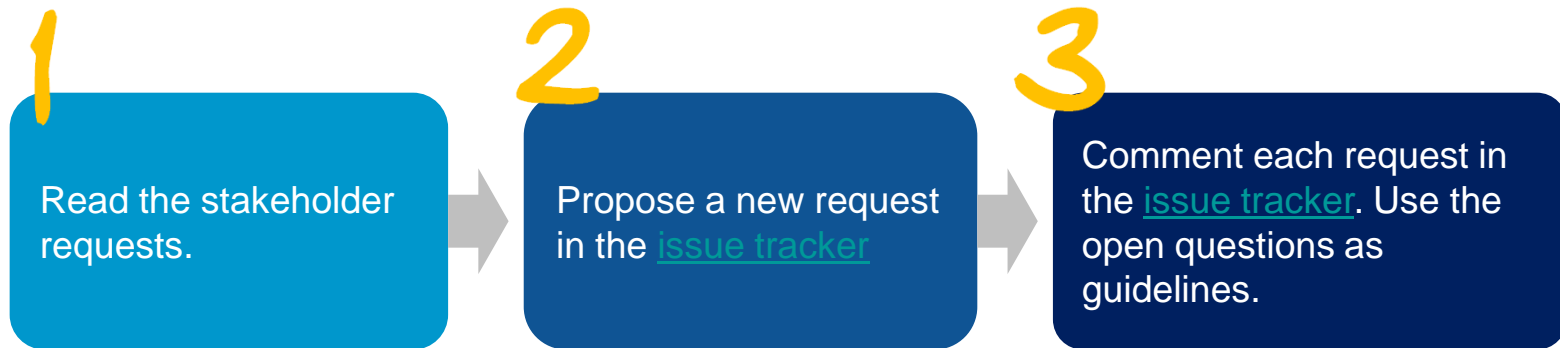 1
Read the stakeholder
requests.
2
Propose a new request
in the issue tracker
3
Comment each request in
the issue tracker. Use the
open questions as
guidelines.